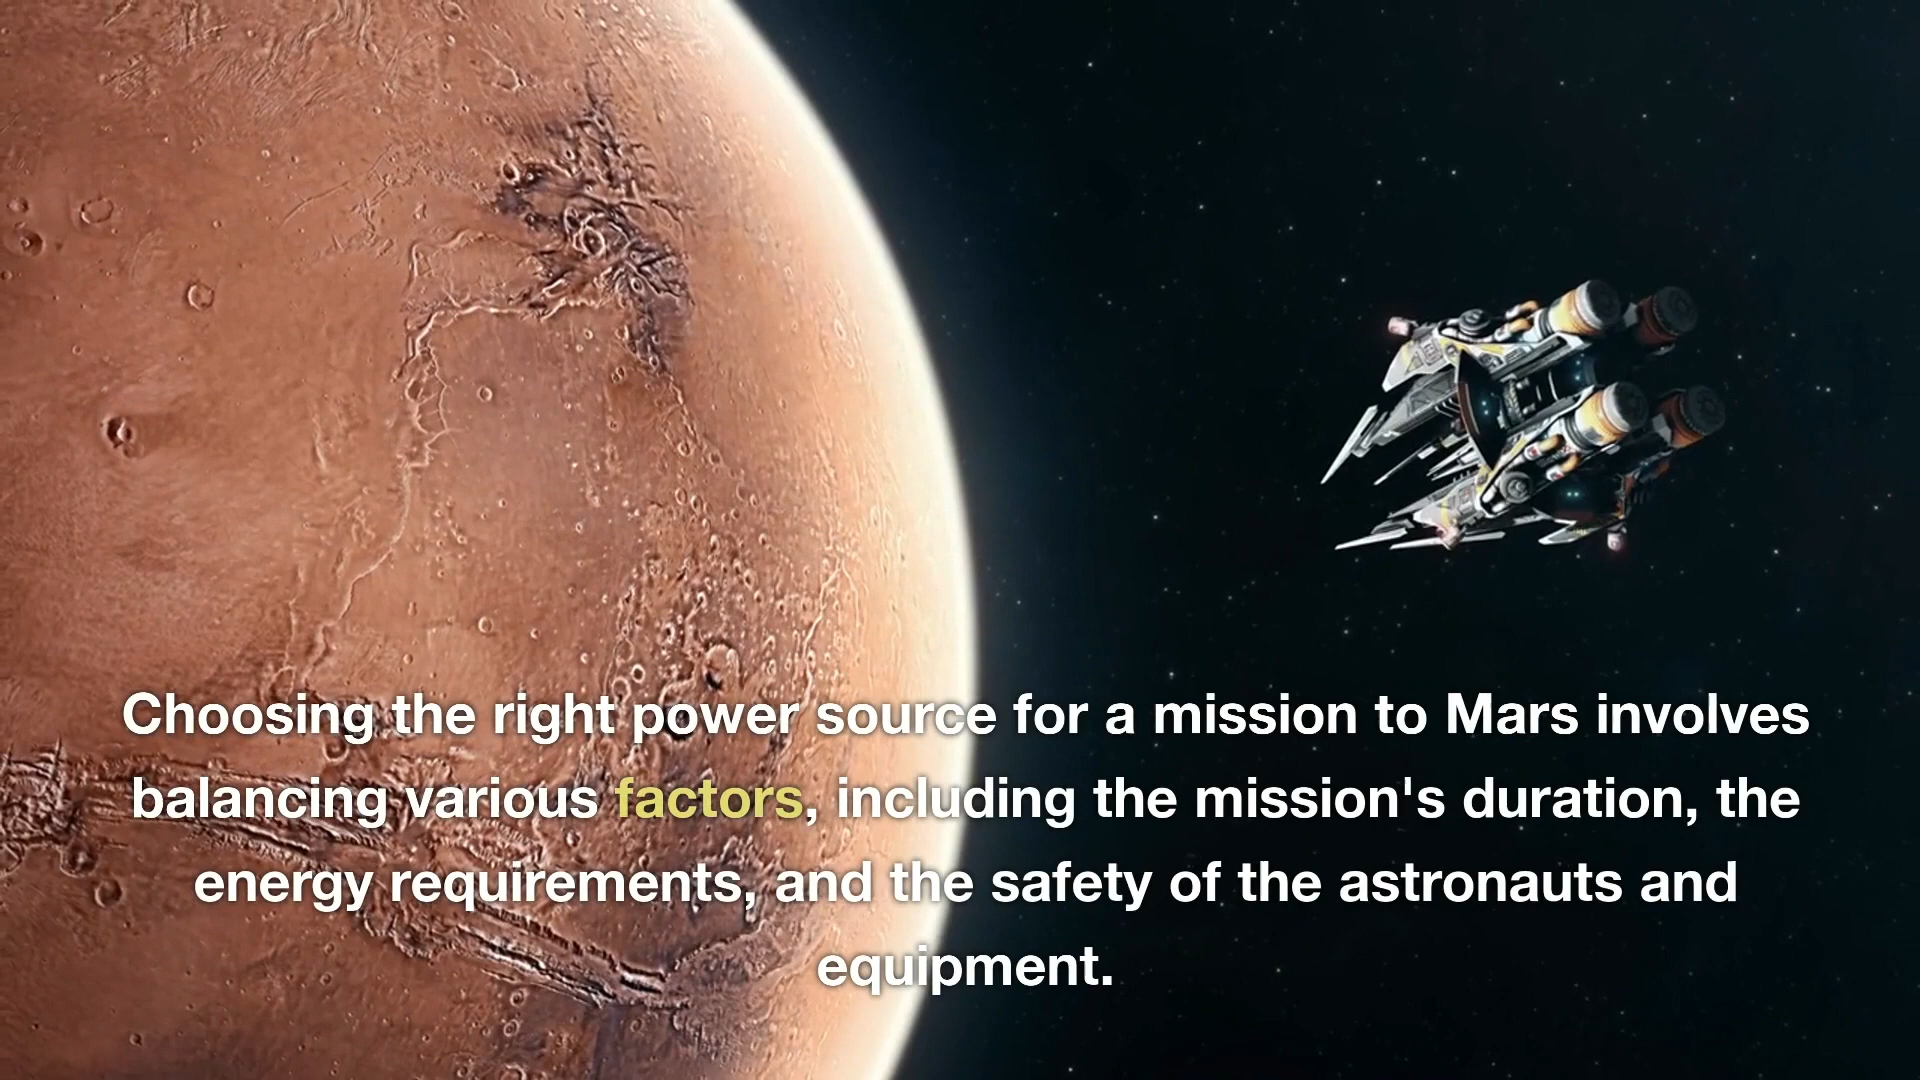 Choosing the right power source for a mission to Mars involves
balancing various factors, including the mission's duration, the
energy requirements, and the safety of the astronauts and
equipment.